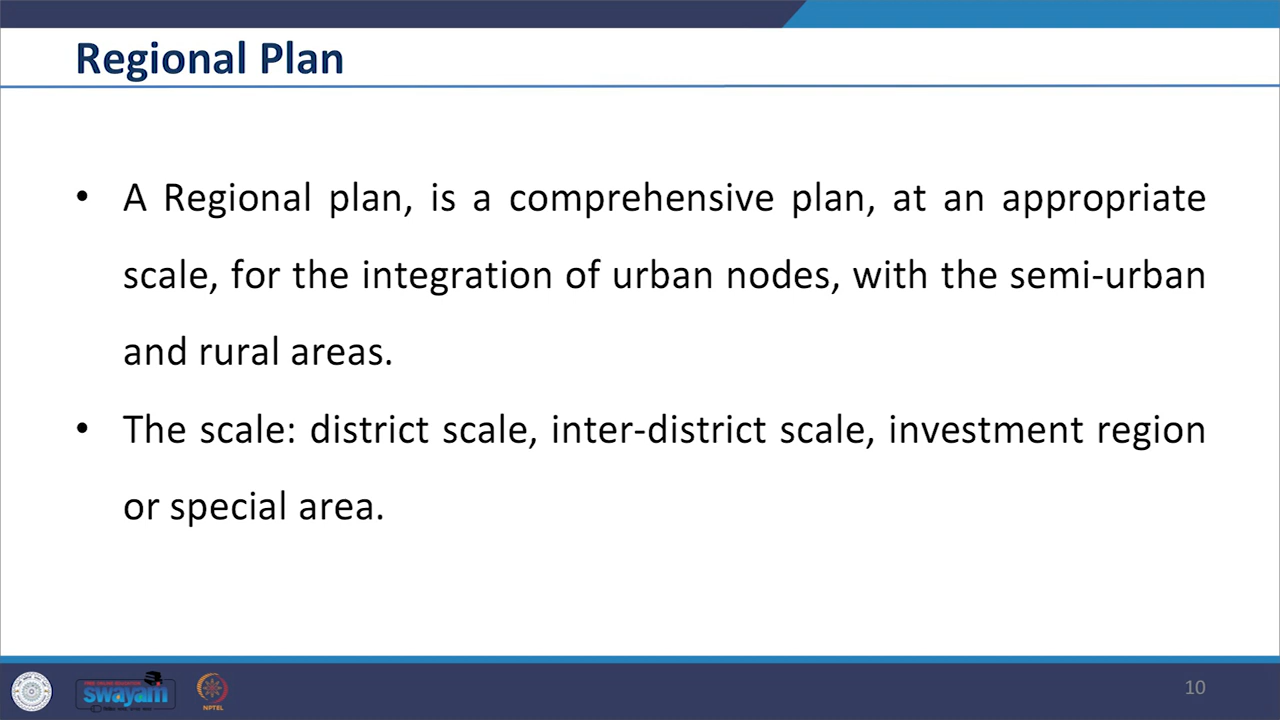 Regional Plan
• A Regional plan, is a comprehensive plan, at an appropriate
scale, for the integration of urban nodes, with the semi-urban
and rural areas.
• The scale: district scale, inter-district scale, investment region
or special area.
swayam
NPTEL
10